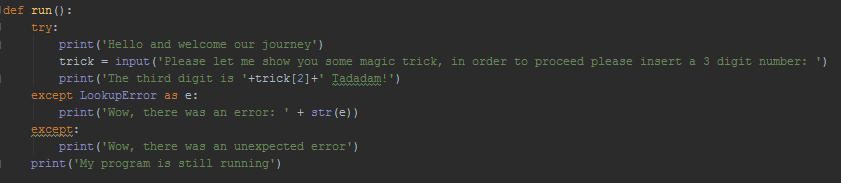 def run():
    try:
        print('Hello and welcome our journey')
        trick = input('Please let me show you some magic trick, in order to proceed please insert a 3 digit number: ')
        print('The third digit is '+trick[2]+' Tadadam!')
    except LookupError as e:
        print('Wow, there was an error: ' + str(e))
    except:
        print('Wow, there was an unexpected error')
    print('My program is still running')